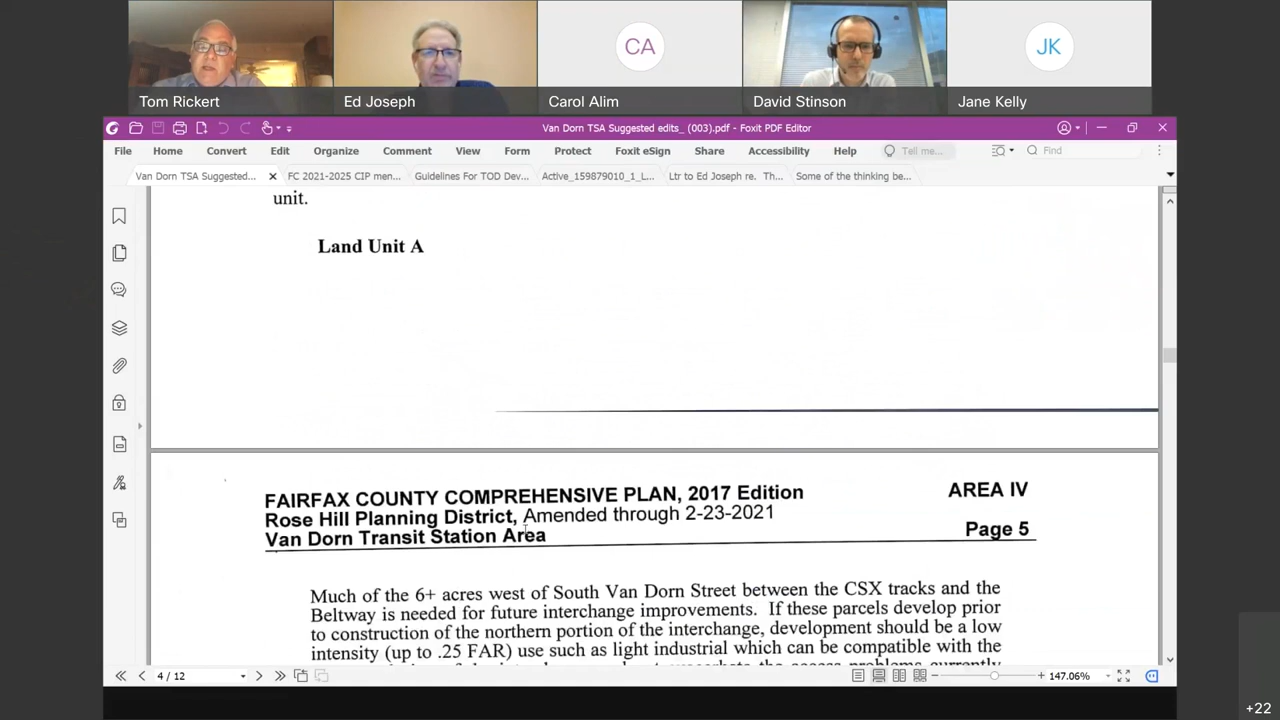 CA
JK
Tom Rickert
Ed Joseph
Carol Alim
David Stinson
Jane Kelly
Van Dorn TSA Suggested edits_ (003).pdf - Foxit PDF Editor
File Home Convert Edit Organize Comment View Form Protect Foxit eSign Share Accessibility Help Tell me... Find
Van Dorn TSA Suggested... FC 2021-2025 CIP men... Guidelines For TOD Dev... Active_159879010_1_L... Ltr to Ed Joseph re. Th... Some of the thinking be...
unit.
Land Unit A
FAIRFAX COUNTY COMPREHENSIVE PLAN, 2017 Edition AREA IV
Rose Hill Planning District, Amended through 2-23-2021
Van Dorn Transit Station Area Page 5
Much of the 6+ acres west of South Van Dorn Street between the CSX tracks and the
Beltway is needed for future interchange improvements. If these parcels develop prior
to construction of the northern portion of the interchange, development should be a low
intensity (up to .25 FAR) use such as light industrial which can be compatible with the
4 / 12
147.06%
+22